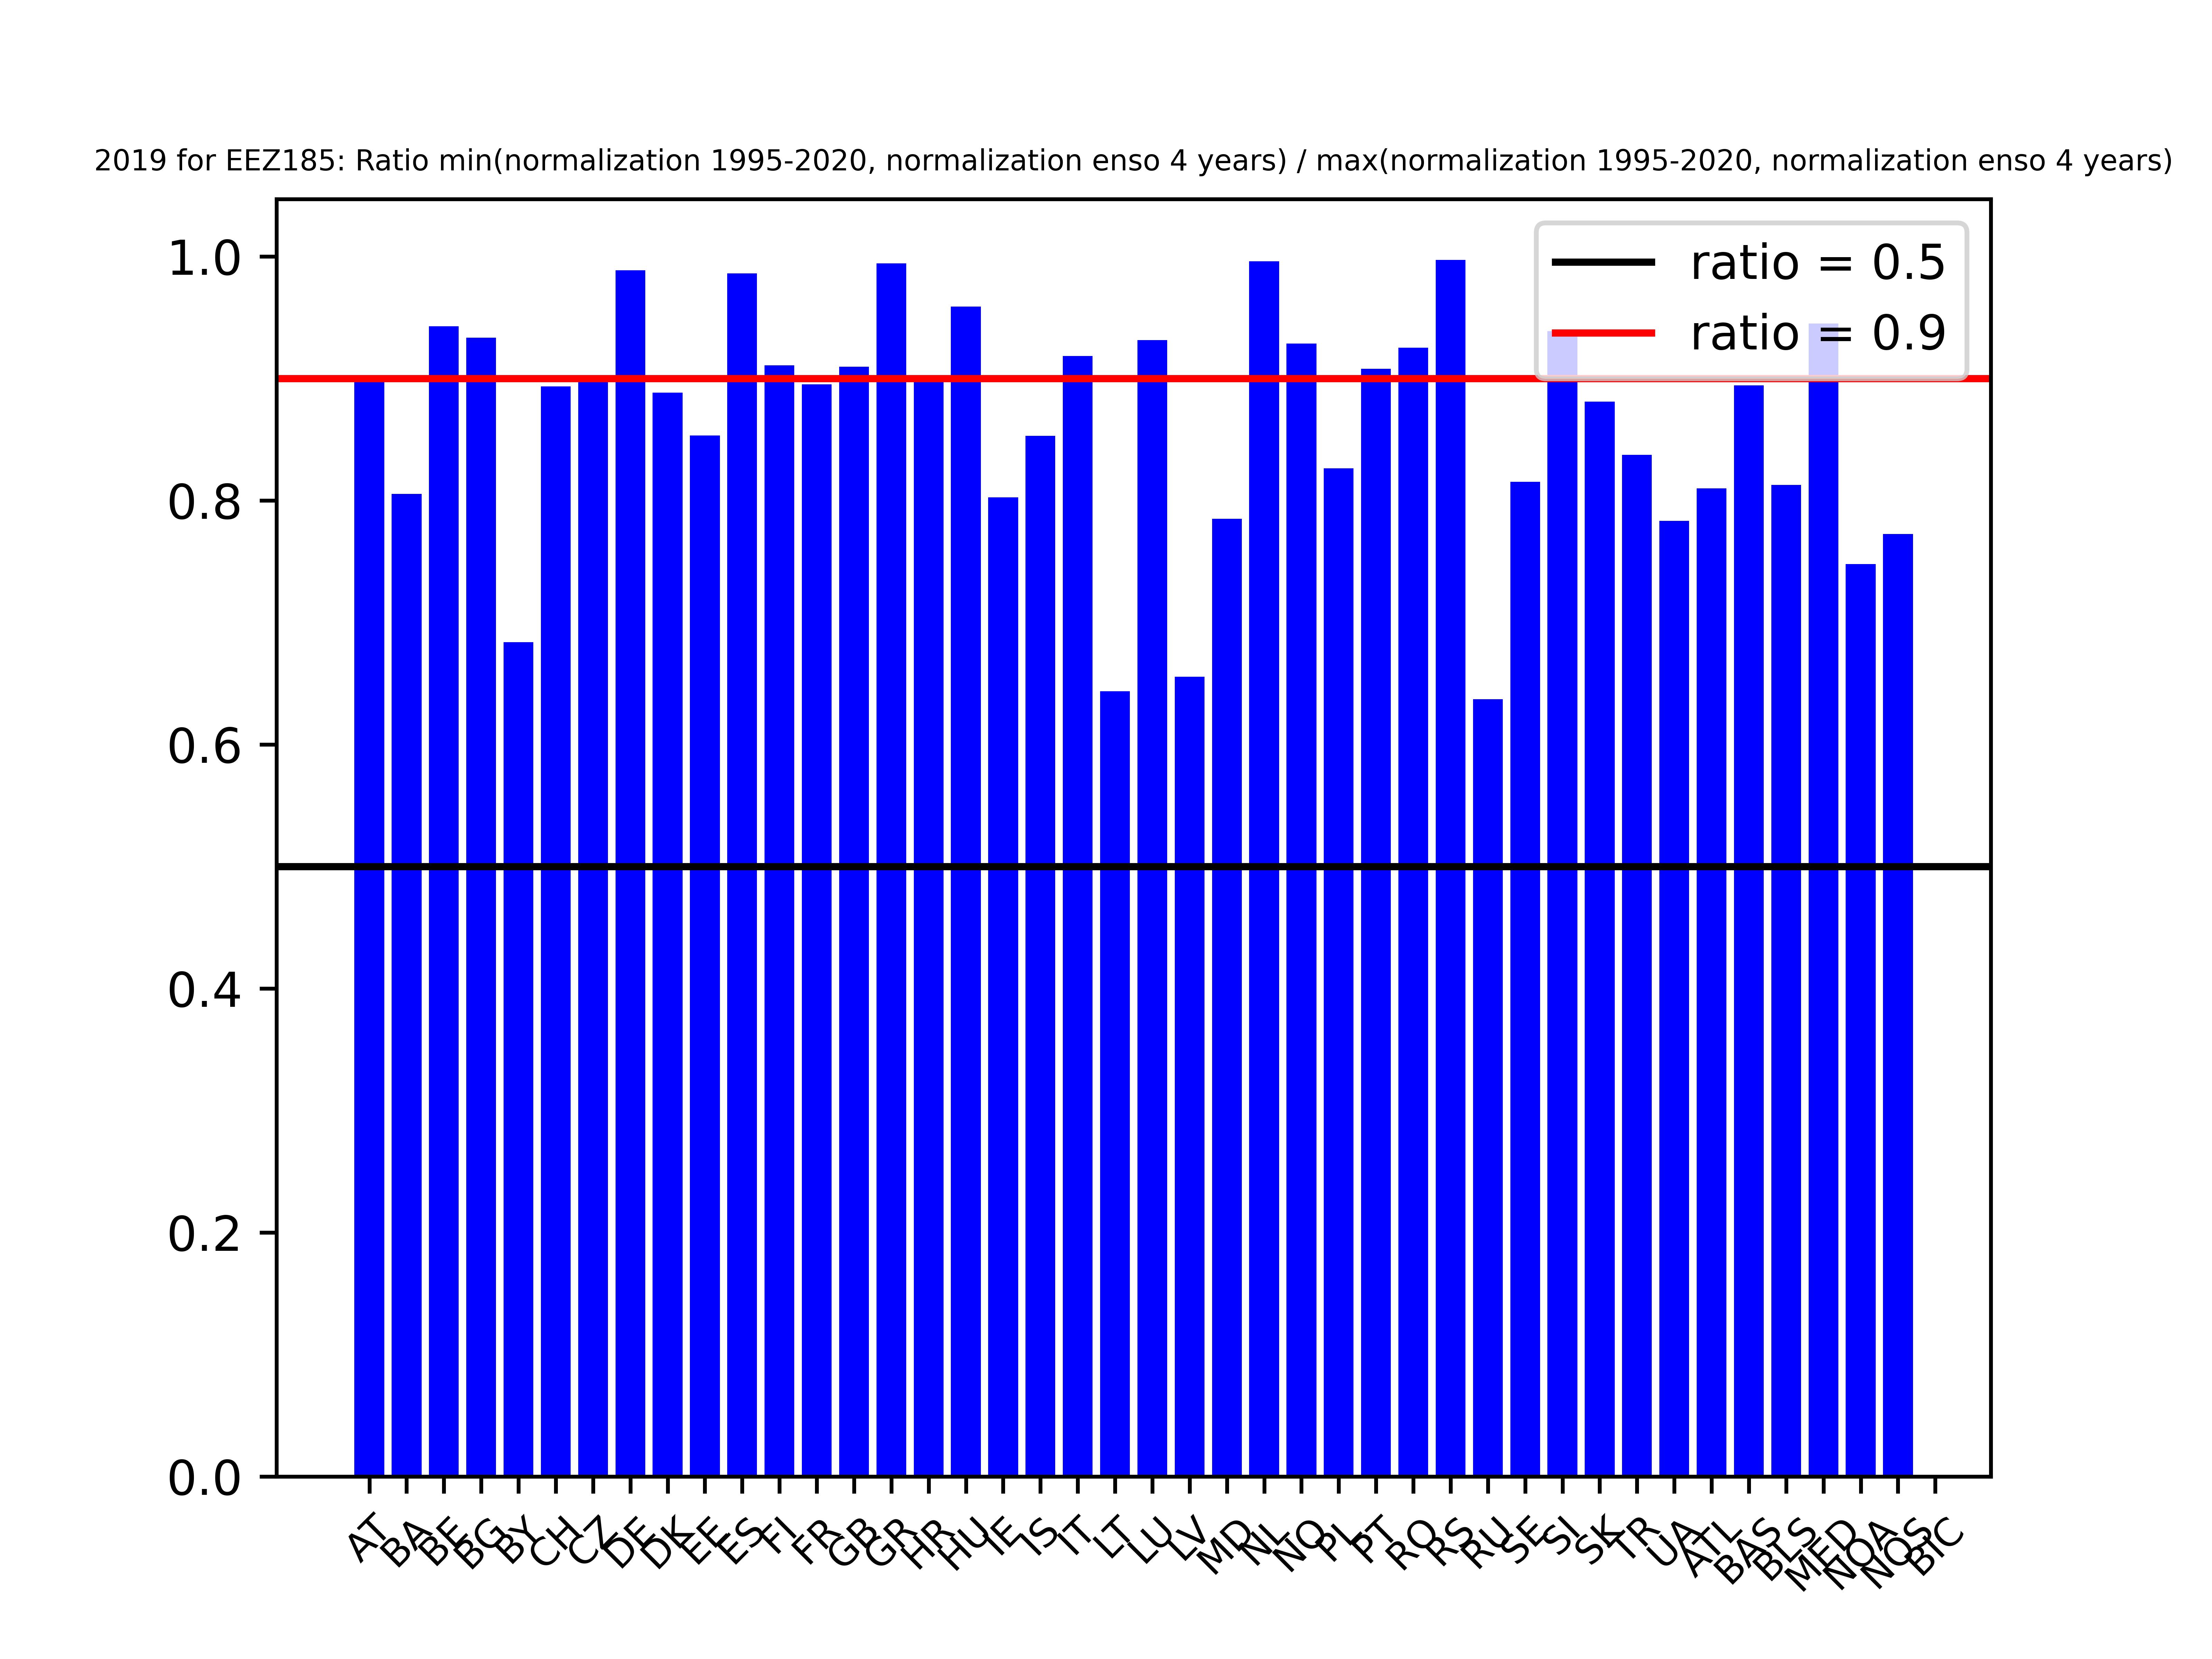 2019 for EEZ185: Ratio min(normalization 1995-2020, normalization enso 4 years) / max(normalization 1995-2020, normalization enso 4 years)
ratio = 0.5
ratio = 0.9
1.0
0.8
0.6
0.4
0.2
0.0
AT BA BE BG BY CH CZ DE DK EE ES FI FR GB GR HR HU IE IS IT LT LU LV MD NL NO PL PT RO RS RU SE SI SK TR UA ATL BAS BLS MED NOA NOS BIC